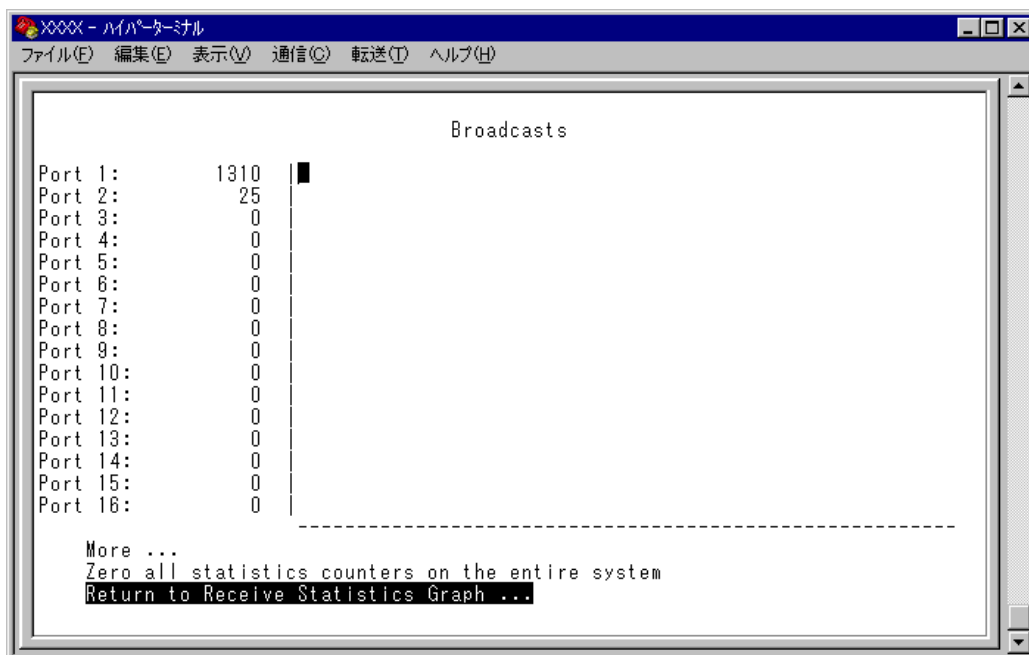 XXXX - ハイパーターミナル
ファイル(F) 編集(E) 表示(V) 通信(C) 転送(T) ヘルプ(H)
Broadcasts
Port 1: 1310
Port 2: 25
Port 3: 0
Port 4: 0
Port 5: 0
Port 6: 0
Port 7: 0
Port 8: 0
Port 9: 0
Port 10: 0
Port 11: 0
Port 12: 0
Port 13: 0
Port 14: 0
Port 15: 0
Port 16: 0
More ...
Zero all statistics counters on the entire system
Return to Receive Statistics Graph ...